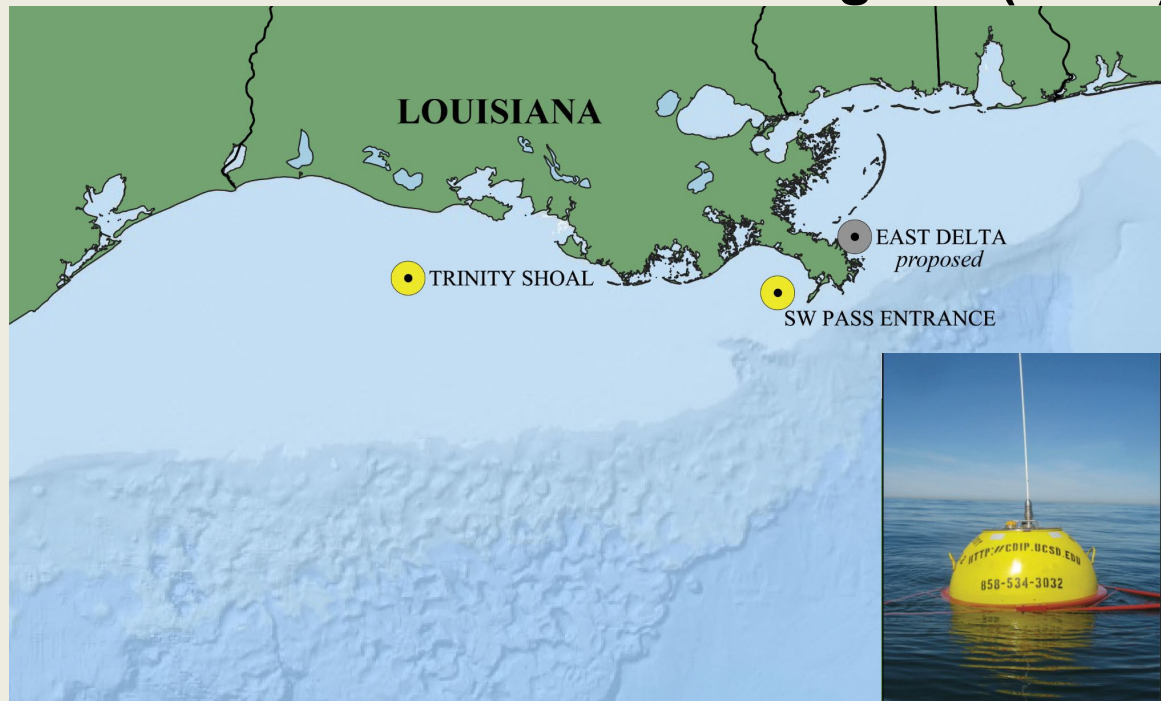 LOUISIANA
EAST DELTA
proposed
TRINITY SHOAL
SW PASS ENTRANCE
HTTP://CDIP.UCSD.EDU
858-534-3032